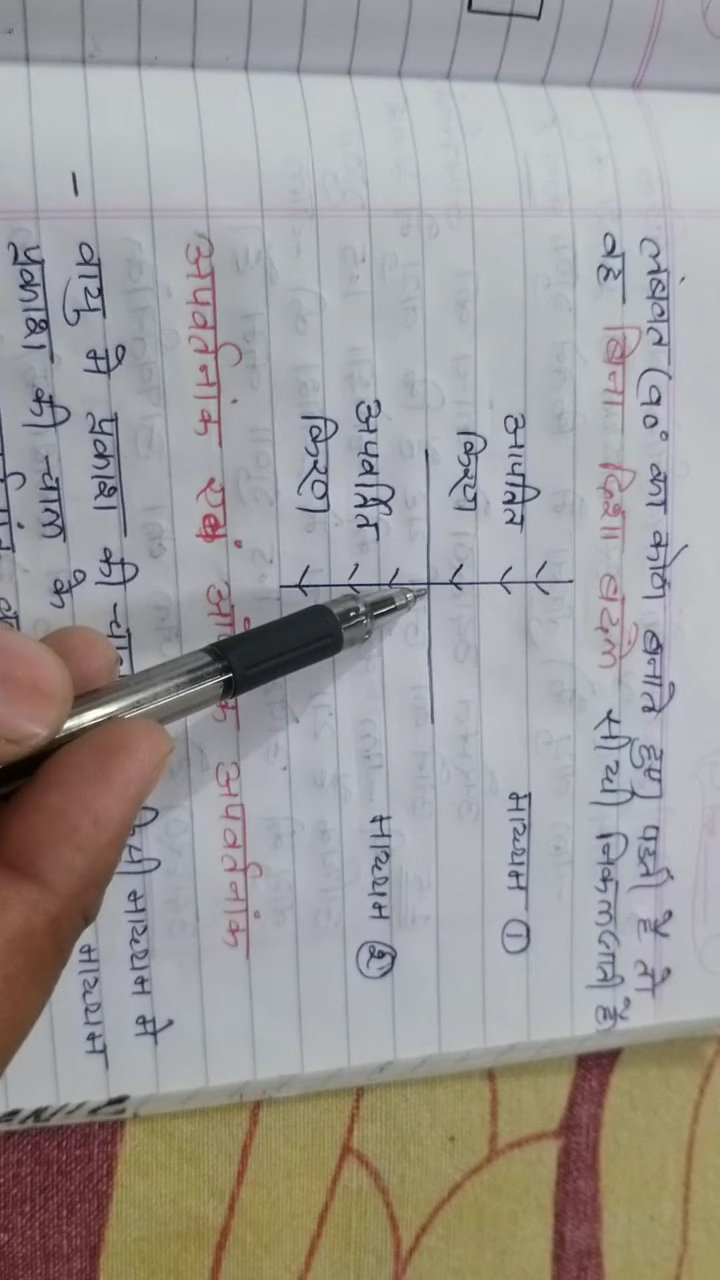 लंबवत (90° का कोण बनाते हुए) पड़ती है तो
वह बिना दिशा बदले सीधी निकल जाती है।
आपतित
किरण
माध्यम ①
अपवर्तित
किरण
माध्यम ②
अपवर्तनांक एवं अपवर्तनांक
वायु में प्रकाश की किसी माध्यम में
प्रकाश की चाल के माध्यम